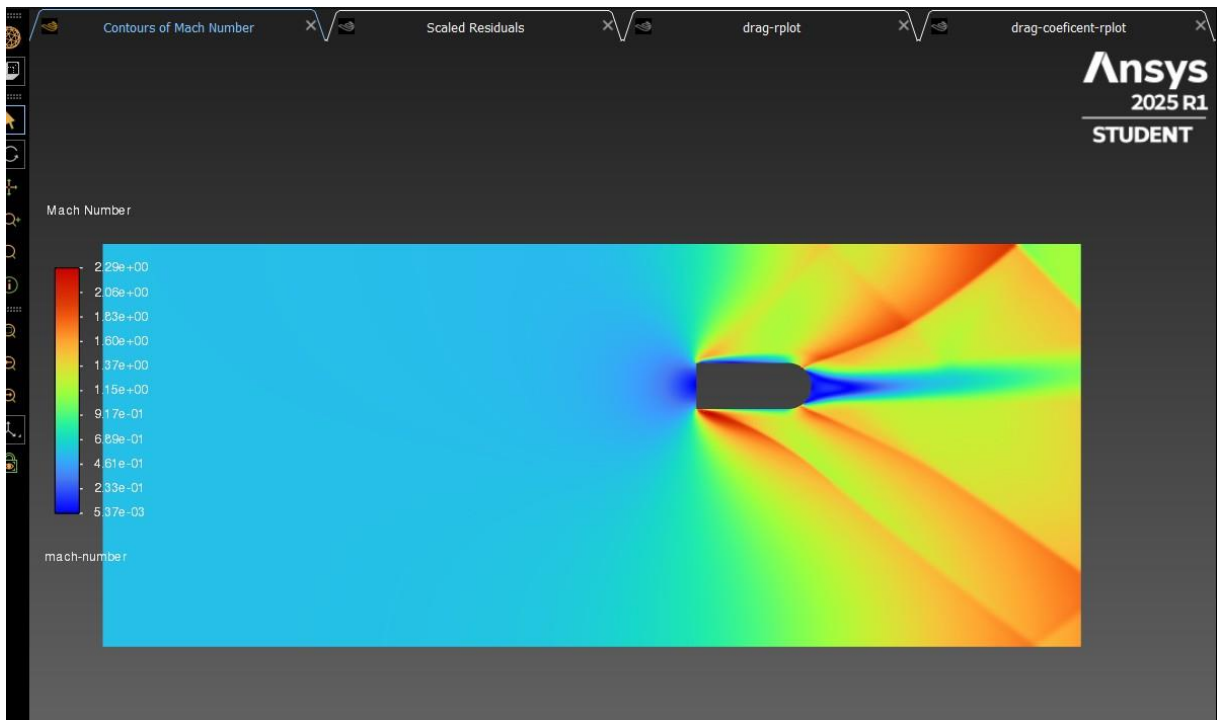 Contours of Mach Number
Scaled Residuals
drag-rplot
drag-coeficent-rplot
Ansys
2025 R1
STUDENT
Mach Number
2.29e+00
2.06e+00
1.83e+00
1.60e+00
1.37e+00
1.15e+00
9.17e-01
6.89e-01
4.61e-01
2.33e-01
5.37e-03
mach-number